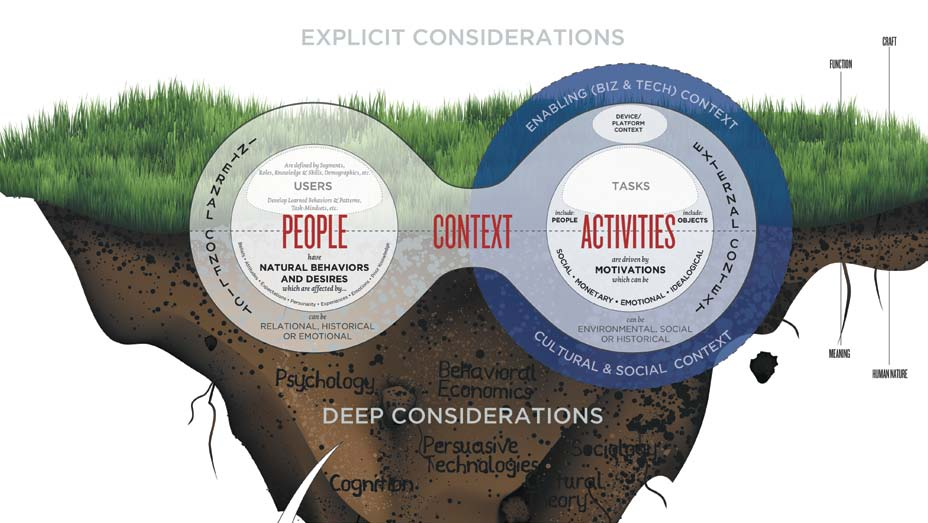 EXPLICIT CONSIDERATIONS
CRAFT
FUNCTION
ENABLING (BIZ & TECH) CONTEXT
DEVICE/
PLATFORM
CONTEXT
INTERNAL CONFLICT
Are defined by Segments,
Roles, Knowledge & Skills, Demographics, etc.
USERS
Develop Learned Behaviors & Patterns,
Task-Mindsets, etc.
PEOPLE
have
NATURAL BEHAVIORS
AND DESIRES
which are affected by...
Beliefs • Attitudes • Expectations • Personality • Experiences • Emotions • Prior Knowledge
can be
RELATIONAL, HISTORICAL
OR EMOTIONAL
CONTEXT
EXTERNAL CONTEXT
TASKS
include:
PEOPLE
ACTIVITIES
include:
OBJECTS
are driven by
MOTIVATIONS
which can be
SOCIAL • MONETARY • EMOTIONAL • IDEALOGICAL
can be
ENVIRONMENTAL, SOCIAL
OR HISTORICAL
CULTURAL & SOCIAL CONTEXT
MEANING
HUMAN NATURE
Psychology
Behavioral
Economics
DEEP CONSIDERATIONS
Persuasive
Technologies
Sociology
Cognition